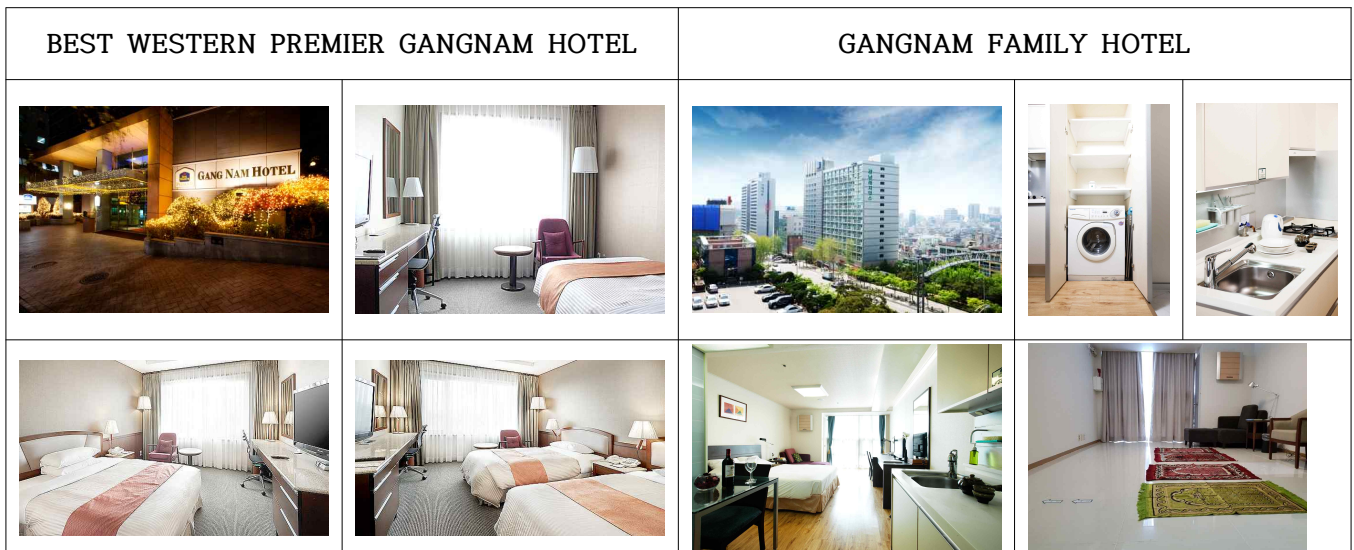 BEST WESTERN PREMIER GANGNAM HOTEL
GANGNAM FAMILY HOTEL
GANG NAM HOTEL